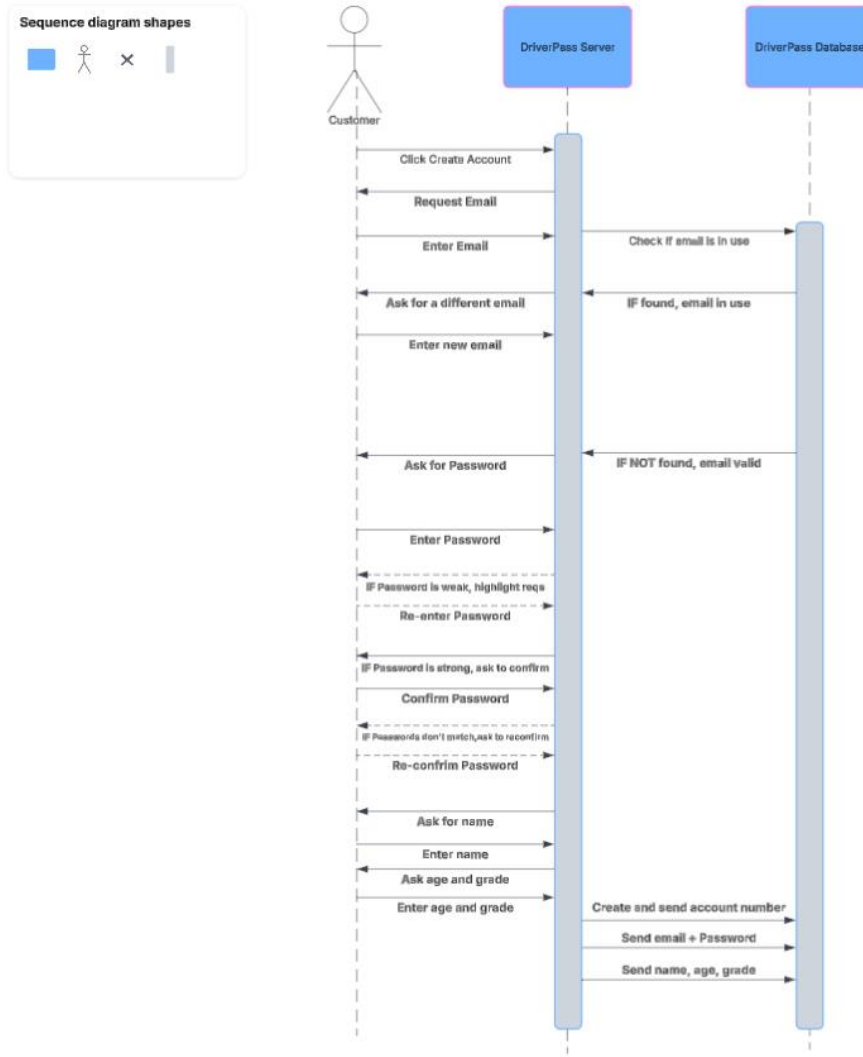 Sequence diagram shapes
DriverPass Server
DriverPass Database
Customer
Click Create Account
Request Email
Enter Email
Check if email is in use
Ask for a different email
IF found, email in use
Enter new email
Ask for Password
IF NOT found, email valid
Enter Password
IF Password is weak, highlight reqs
Re-enter Password
IF Password is strong, ask to confirm
Confirm Password
IF Passwords don't match,ask to reconfirm
Re-confrim Password
Ask for name
Enter name
Ask age and grade
Enter age and grade
Create and send account number
Send email + Password
Send name, age, grade